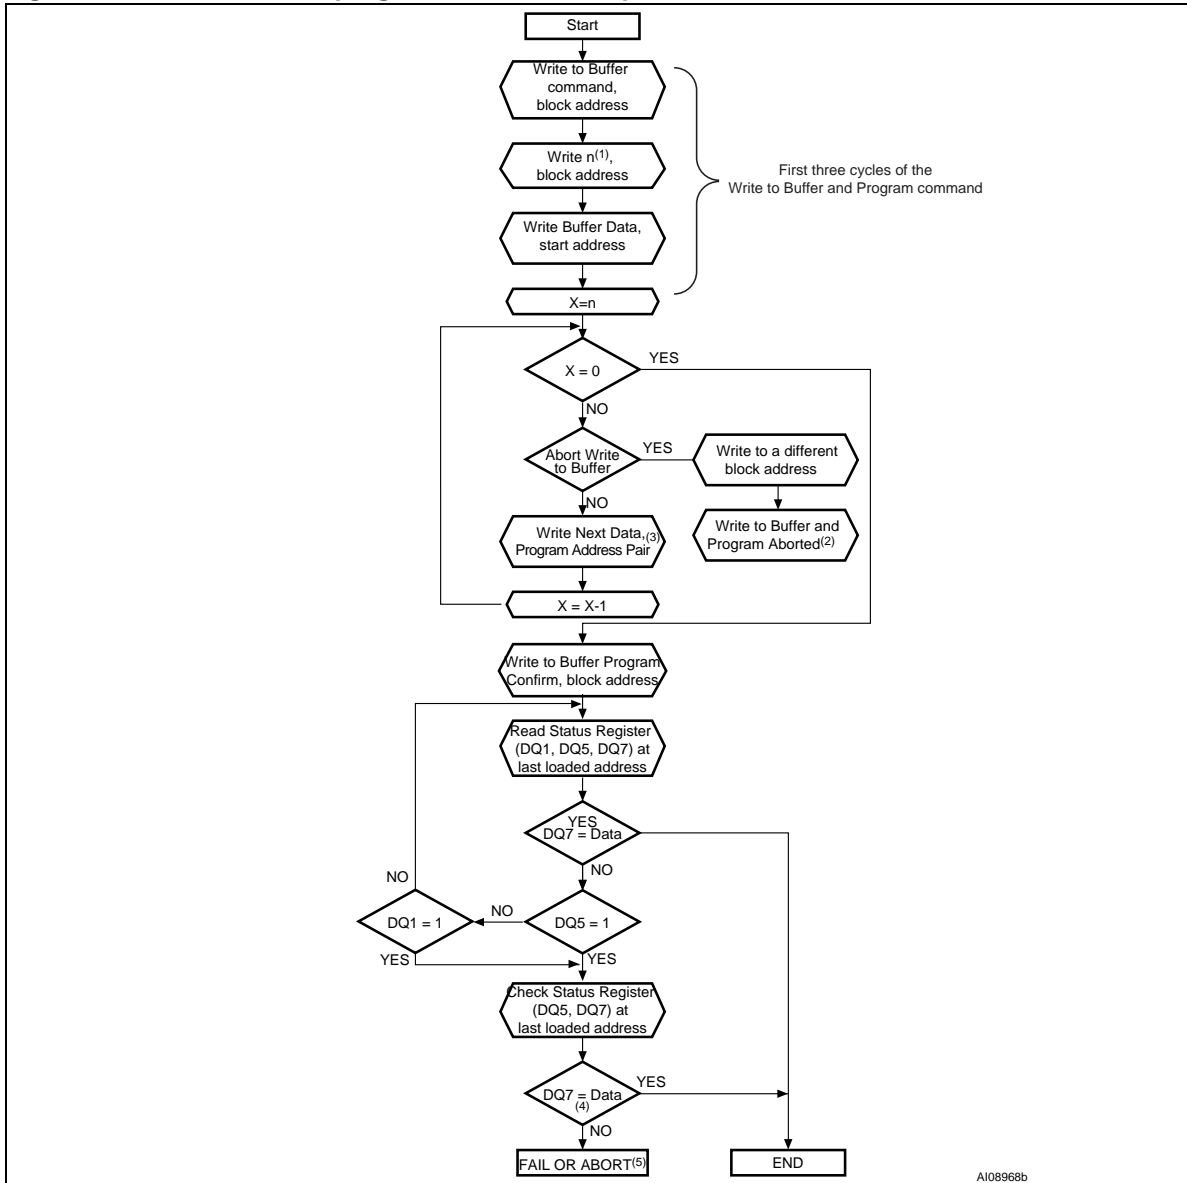 Start
Write to Buffer
command,
block address
Write n(1),
block address
First three cycles of the
Write to Buffer and Program command
Write Buffer Data,
start address
X=n
X = 0
YES
NO
Abort Write
to Buffer
YES
Write to a different
block address
NO
Write Next Data,(3)
Program Address Pair
Write to Buffer and
Program Aborted(2)
X = X-1
Write to Buffer Program
Confirm, block address
Read Status Register
(DQ1, DQ5, DQ7) at
last loaded address
YES
DQ7 = Data
NO
NO
DQ1 = 1
NO
DQ5 = 1
YES
YES
Check Status Register
(DQ5, DQ7) at
last loaded address
DQ7 = Data
(4)
YES
NO
FAIL OR ABORT(5)
END
AI08968b